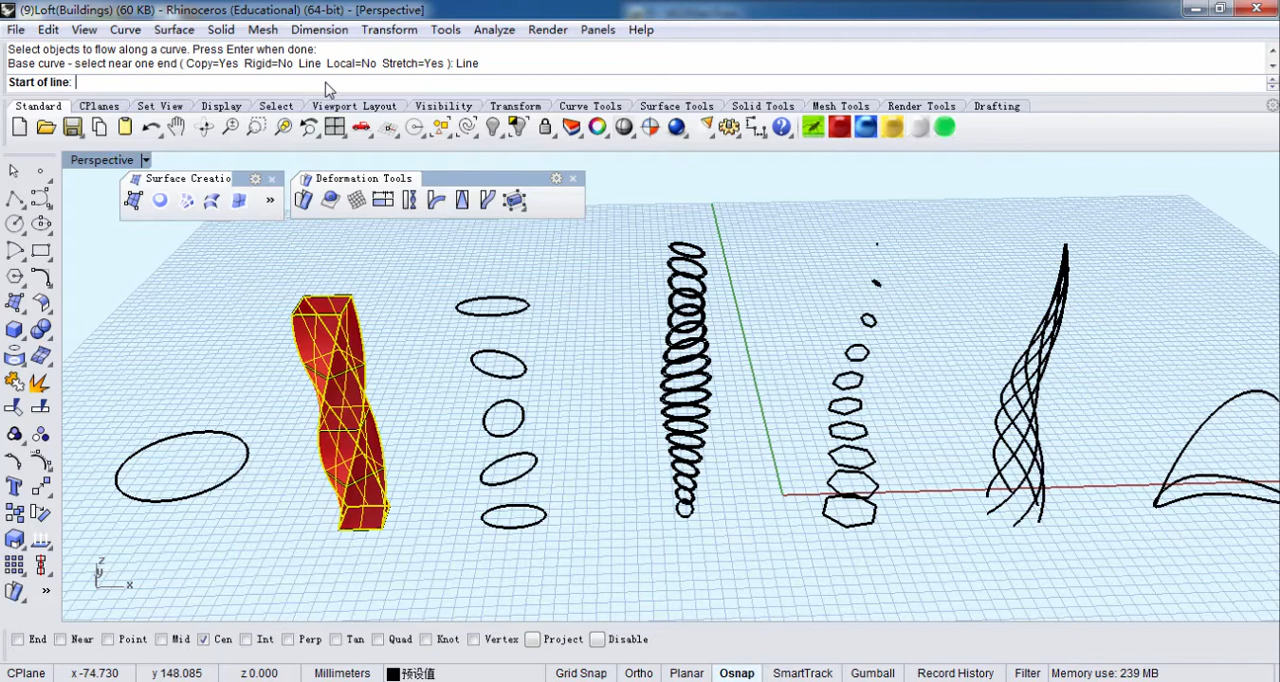 (9)Loft(Buildings) (60 KB) - Rhinoceros (Educational) (64-bit) - [Perspective]
File Edit View Curve Surface Solid Mesh Dimension Transform Tools Analyze Render Panels Help
Select objects to flow along a curve. Press Enter when done:
Base curve - select near one end ( Copy=Yes Rigid=No Line Local=No Stretch=Yes ): Line
Start of line:
Standard CPlanes Set View Display Select Viewport Layout Visibility Transform Curve Tools Surface Tools Solid Tools Mesh Tools Render Tools Drafting
Perspective
Surface Creatio
Deformation Tools
»
z
y
x
»
End Near Point Mid Cen Int Perp Tan Quad Knot Vertex Project Disable
CPlane x -74.730 y 148.085 z 0.000 Millimeters 预设值 Grid Snap Ortho Planar Osnap SmartTrack Gumball Record History Filter Memory use: 239 MB